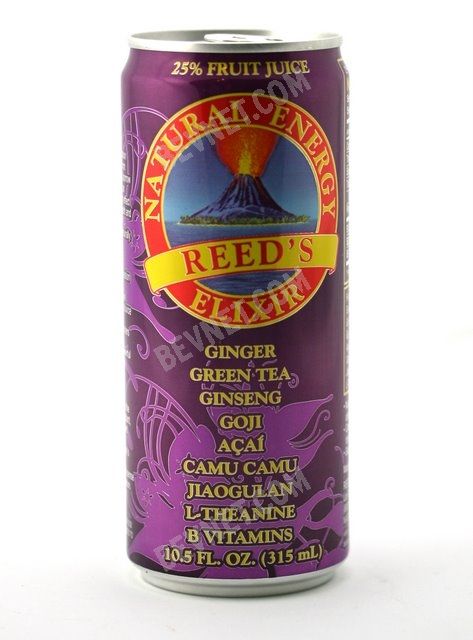 25% FRUIT JUICE
NATURAL ENERGY
REED'S
ELIXIR
GINGER
GREEN TEA
GINSENG
GOJI
AÇAÍ
CAMU CAMU
JIAOGULAN
L-THEANINE
B VITAMINS
10.5 FL. OZ. (315 mL)
BEVNET.COM
BEVNET.COM
BEVNET.COM